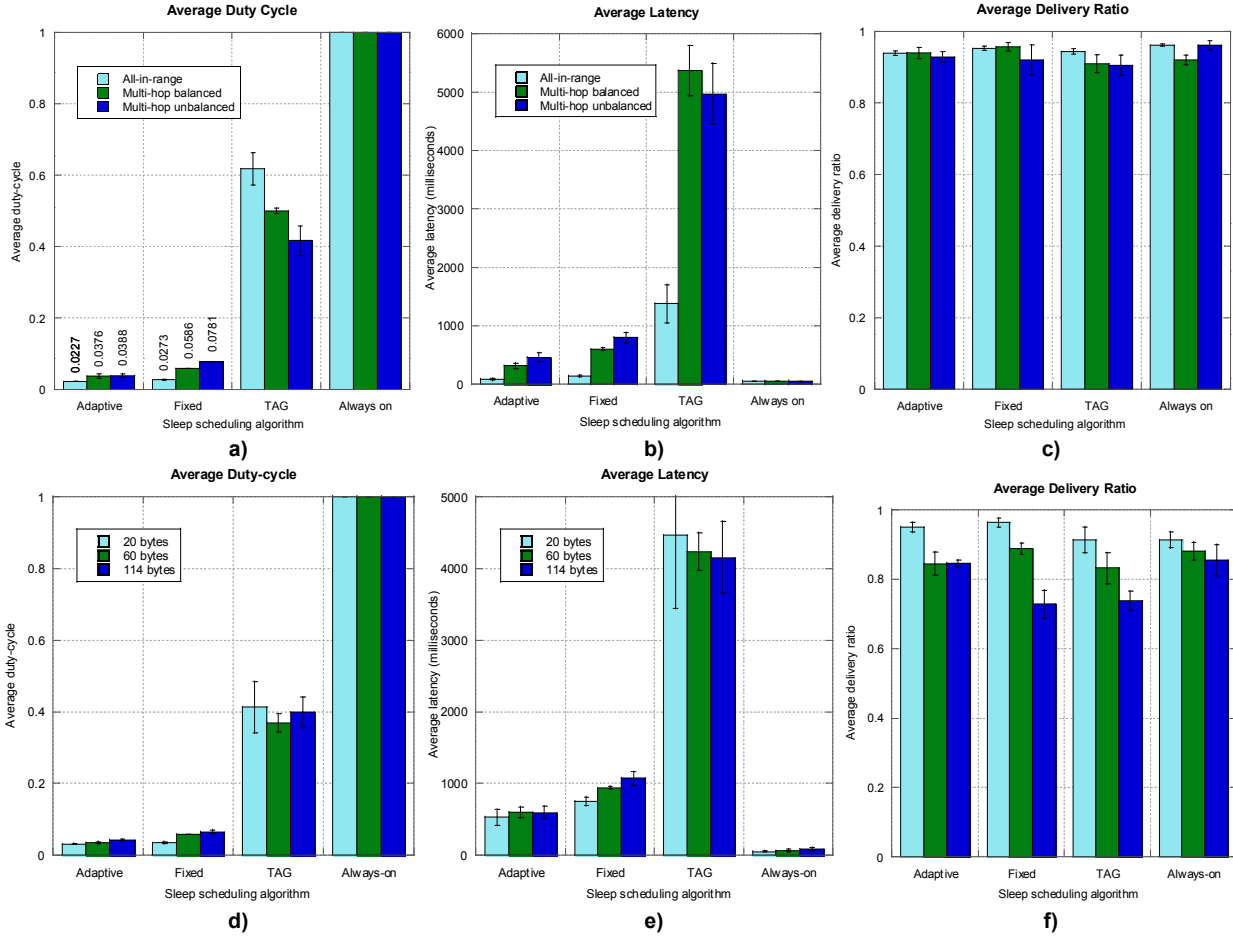 Average Duty Cycle
1
0.8
0.6
0.4
0.2
0
All-in-range
Multi-hop balanced
Multi-hop unbalanced
Average duty-cycle
0.0227
0.0376
0.0388
0.0273
0.0586
0.0781
Adaptive Fixed TAG Always on
Sleep scheduling algorithm
a)
Average Latency
6000
5000
4000
3000
2000
1000
0
All-in-range
Multi-hop balanced
Multi-hop unbalanced
Average latency (milliseconds)
Adaptive Fixed TAG Always on
Sleep scheduling algorithm
b)
Average Delivery Ratio
1
0.8
0.6
0.4
0.2
0
Average delivery ratio
Adaptive Fixed TAG Always on
Sleep scheduling algorithm
c)
Average Duty-cycle
1
0.8
0.6
0.4
0.2
0
20 bytes
60 bytes
114 bytes
Average duty-cycle
Adaptive Fixed TAG Always-on
Sleep scheduling algorithm
d)
Average Latency
5000
4000
3000
2000
1000
0
20 bytes
60 bytes
114 bytes
Average latency (milliseconds)
Adaptive Fixed TAG Always-on
Sleep scheduling algorithm
e)
Average Delivery Ratio
1
0.8
0.6
0.4
0.2
0
Average delivery ratio
Adaptive Fixed TAG Always-on
Sleep scheduling algorithm
f)